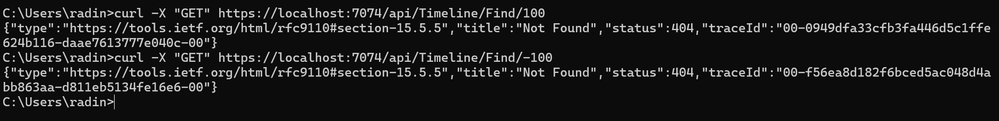 C:\Users\radin>curl -X "GET" https://localhost:7074/api/Timeline/Find/100
{"type":"https://tools.ietf.org/html/rfc9110#section-15.5.5","title":"Not Found","status":404,"traceId":"00-0949dfa33cfb3fa446d5c1ffe
624b116-daae7613777e040c-00"}
C:\Users\radin>curl -X "GET" https://localhost:7074/api/Timeline/Find/-100
{"type":"https://tools.ietf.org/html/rfc9110#section-15.5.5","title":"Not Found","status":404,"traceId":"00-f56ea8d182f6bced5ac048d4a
bb863aa-d811eb5134fe16e6-00"}
C:\Users\radin>